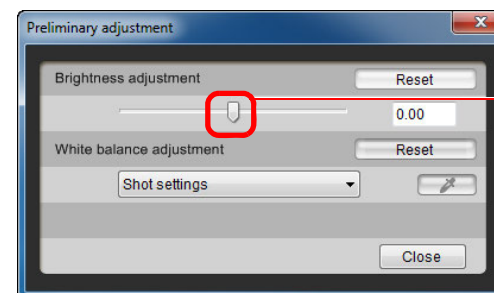 Preliminary adjustment
Brightness adjustment Reset
0.00
White balance adjustment Reset
Shot settings
Close